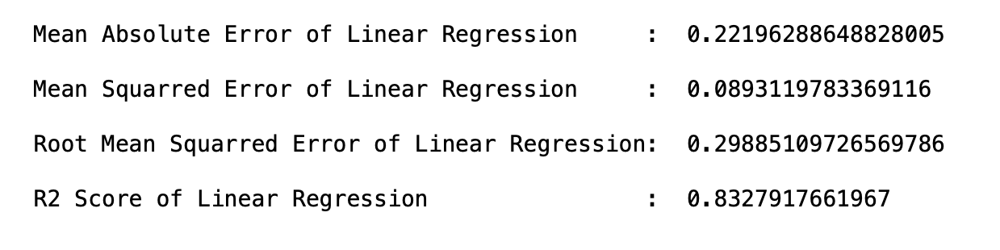 Mean Absolute Error of Linear Regression     :  0.22196288648828005
Mean Squarred Error of Linear Regression     :  0.0893119783369116
Root Mean Squarred Error of Linear Regression:  0.29885109726569786
R2 Score of Linear Regression                :  0.8327917661967